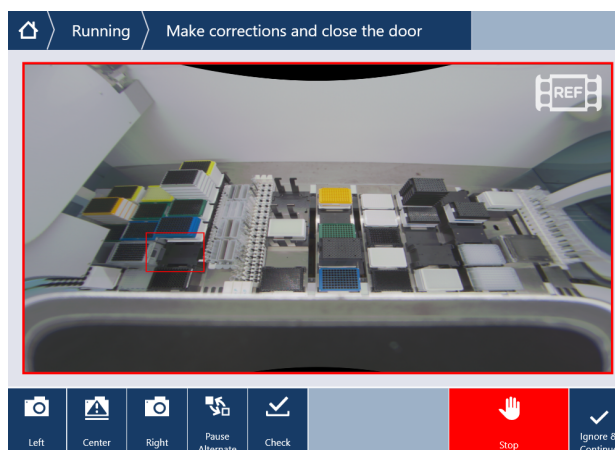 Running
Make corrections and close the door
REF
Left
Center
Right
Pause
Alternate
Check
Stop
Ignore &
Continue